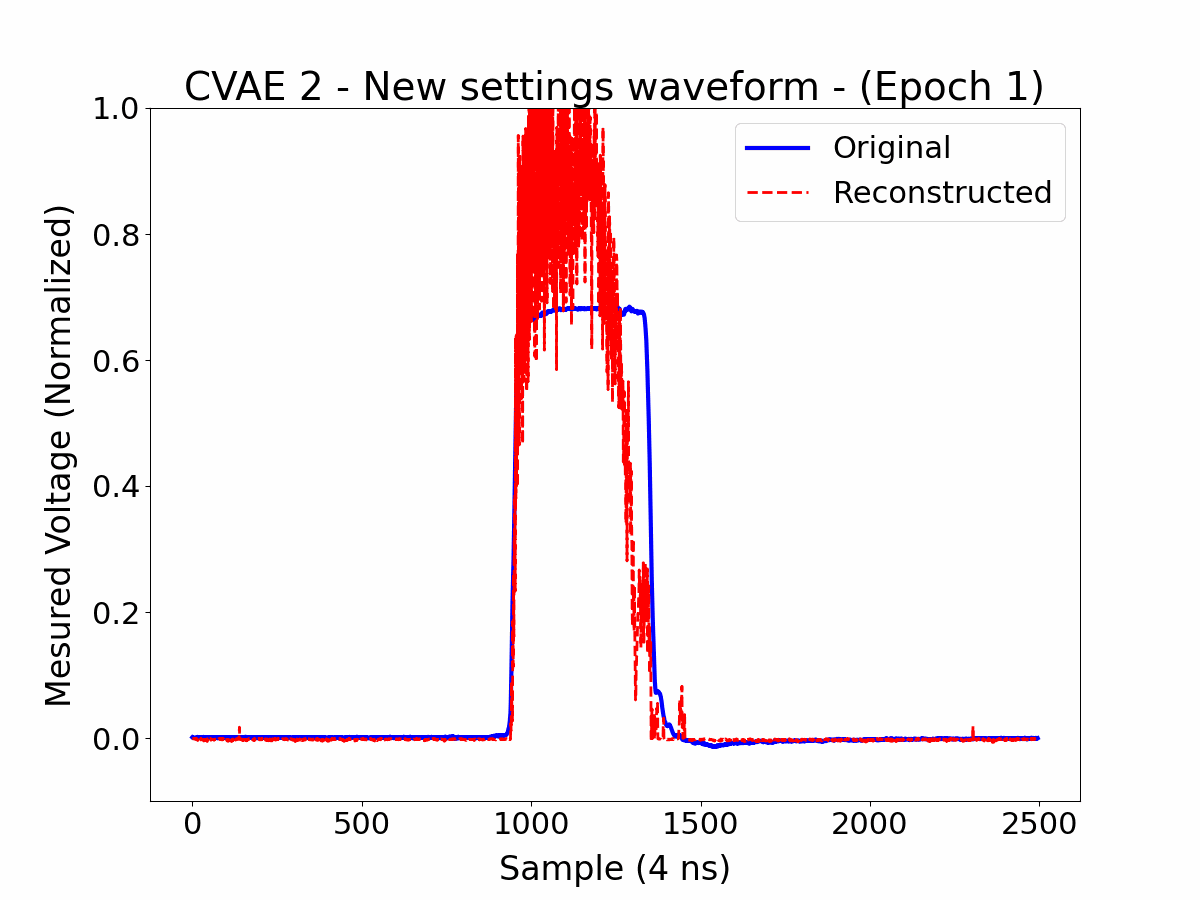 CVAE 2 - New settings waveform - (Epoch 1)
1.0
0.8
0.6
0.4
0.2
0.0
Mesured Voltage (Normalized)
Original
Reconstructed
0 500 1000 1500 2000 2500
Sample (4 ns)